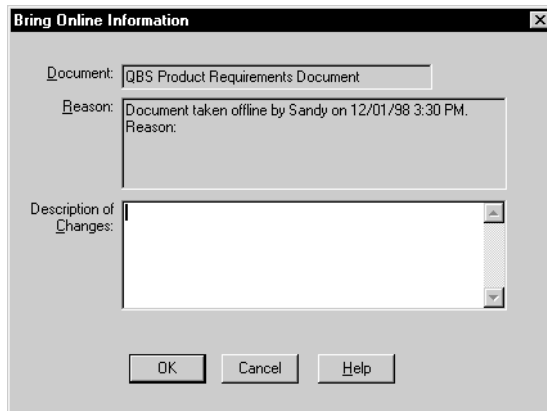 Bring Online Information
Document: QBS Product Requirements Document
Reason: Document taken offline by Sandy on 12/01/98 3:30 PM.
Reason:
Description of
Changes:
OK Cancel Help